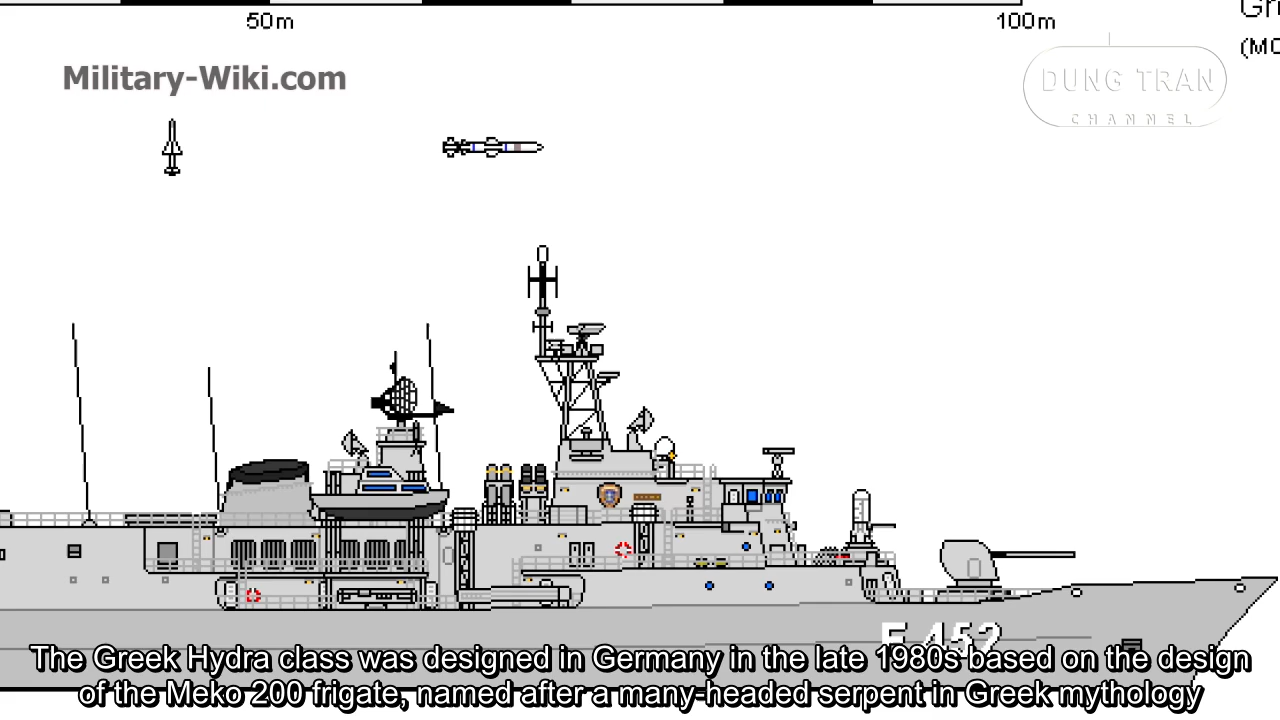 50m
100m
Military-Wiki.com
DUNG TRAN
CHANNEL
F 452
The Greek Hydra class was designed in Germany in the late 1980s based on the design
of the Meko 200 frigate, named after a many-headed serpent in Greek mythology